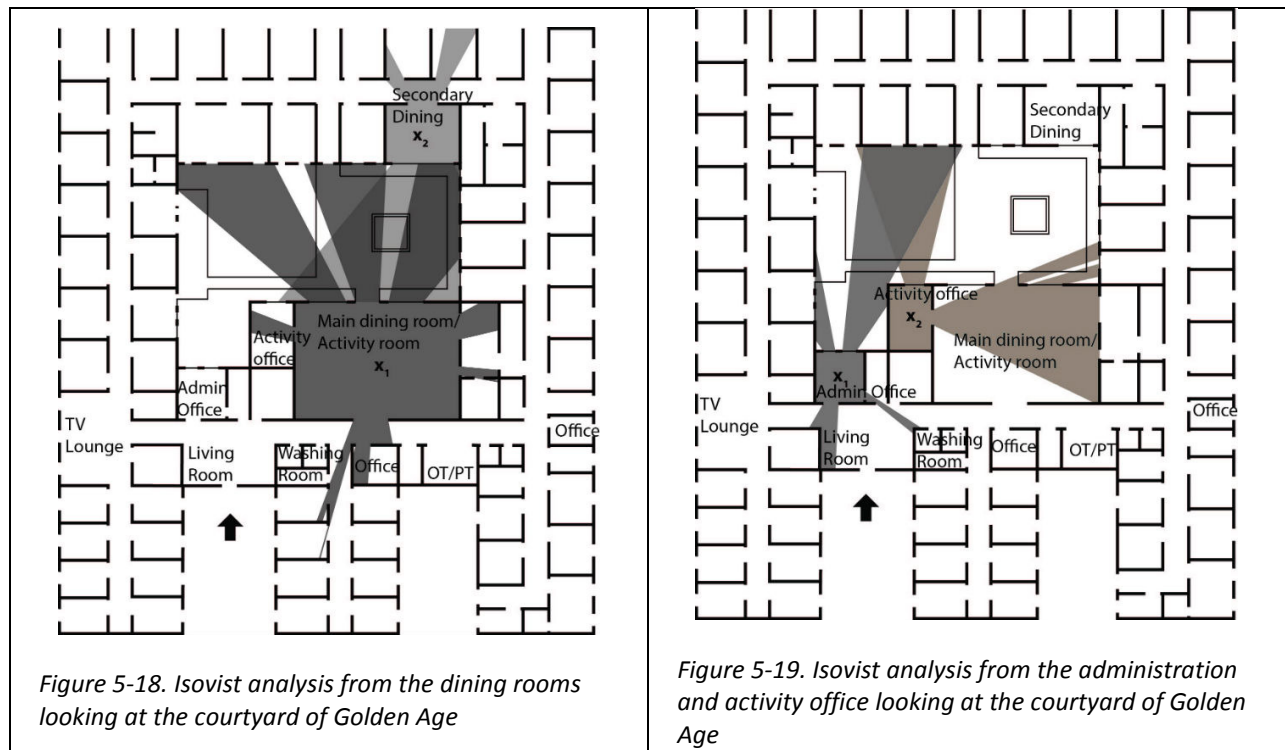 Secondary
Dining
x2
Main dining room/
Activity room
x1
Activity
office
Admin
Office
TV
Lounge
Living
Room
Washing
Room
Office
OT/PT
Office
Figure 5-18. Isovist analysis from the dining rooms
looking at the courtyard of Golden Age
Secondary
Dining
Activity office
x2
Main dining room/
Activity room
x1
Admin Office
TV
Lounge
Living
Room
Washing
Room
Office
OT/PT
Office
Figure 5-19. Isovist analysis from the administration
and activity office looking at the courtyard of Golden
Age